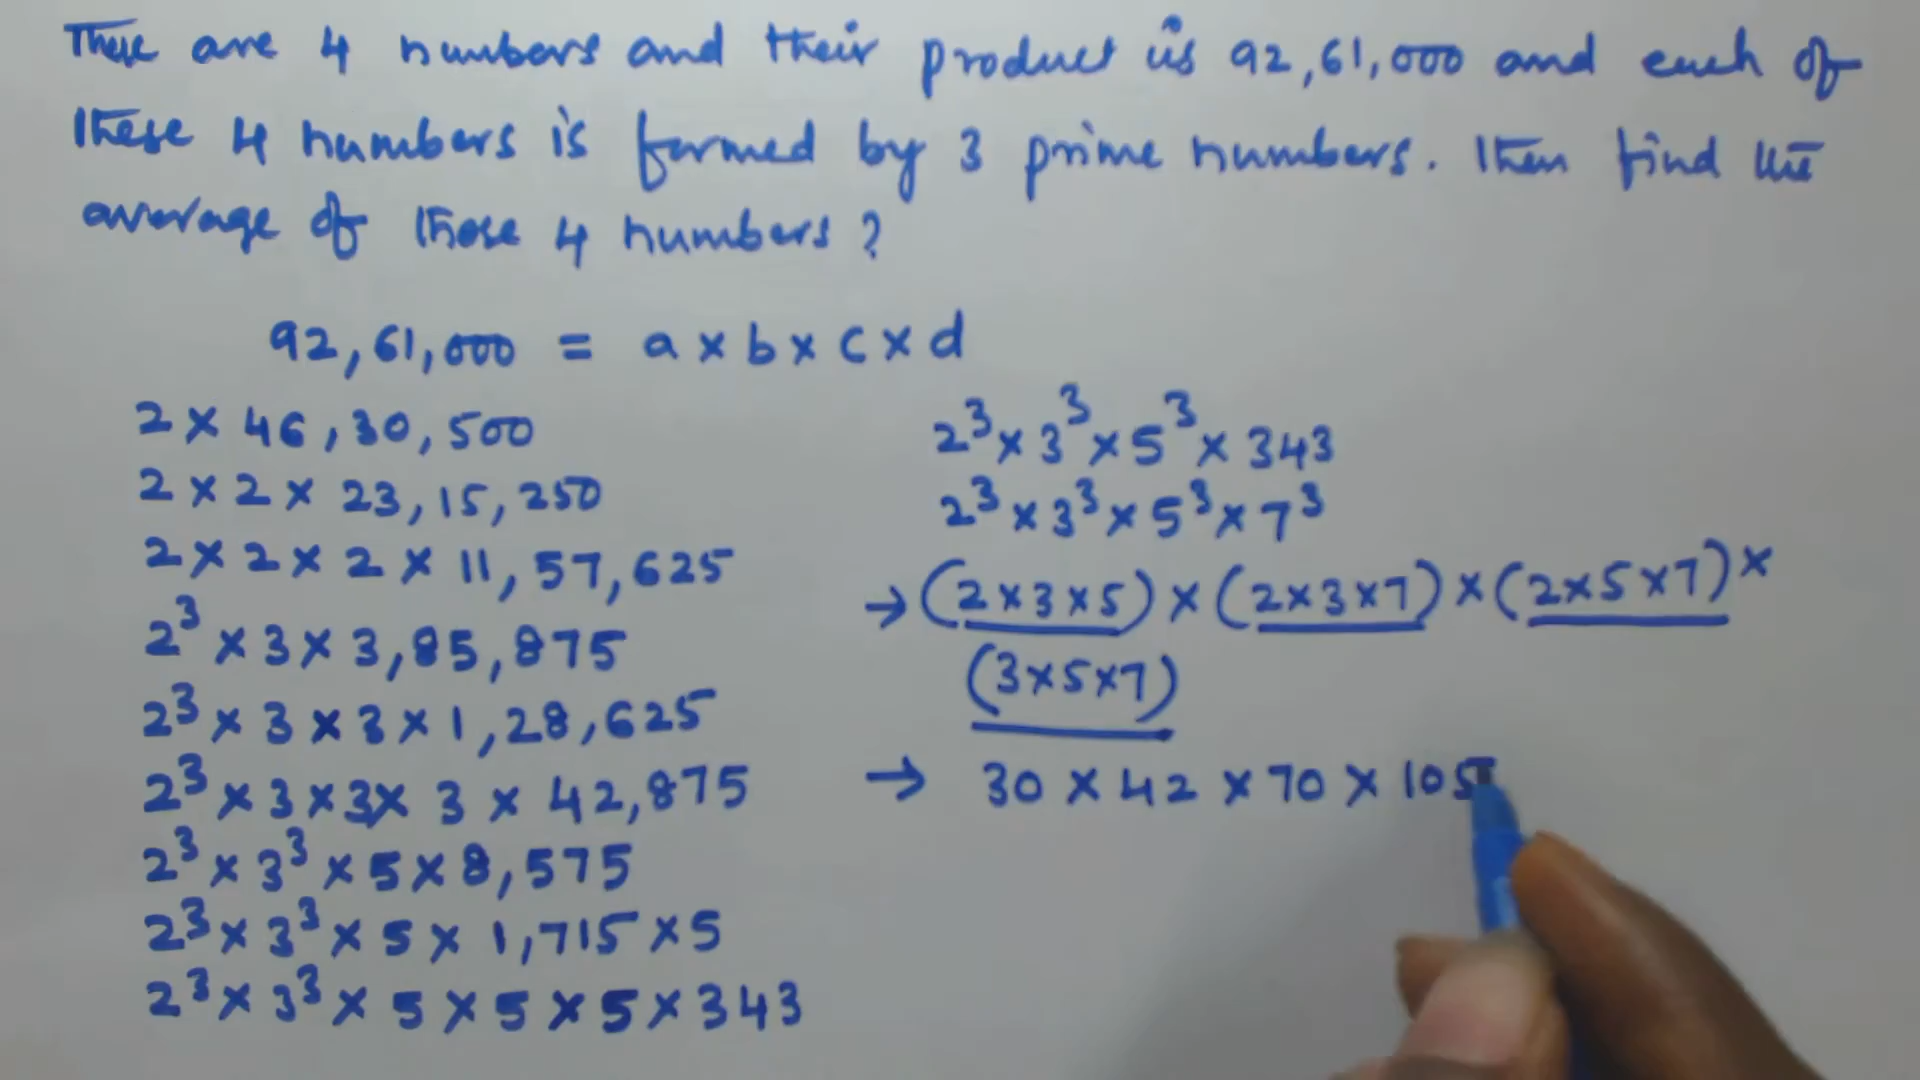 These are 4 numbers and their product is 92,61,000 and each of
these 4 numbers is formed by 3 prime numbers. Then find the
average of those 4 numbers?
92,61,000 = a × b × c × d
2 × 46,30,500
2 × 2 × 23,15,250
2 × 2 × 2 × 11,57,625
2³ × 3 × 3,85,875
2³ × 3 × 3 × 1,28,625
2³ × 3 × 3 × 3 × 42,875
2³ × 3³ × 5 × 8,575
2³ × 3³ × 5 × 1,715 × 5
2³ × 3³ × 5 × 5 × 5 × 343
2³ × 3³ × 5³ × 343
2³ × 3³ × 5³ × 7³
→ (2×3×5) × (2×3×7) × (2×5×7) ×
(3×5×7)
→ 30 × 42 × 70 × 105